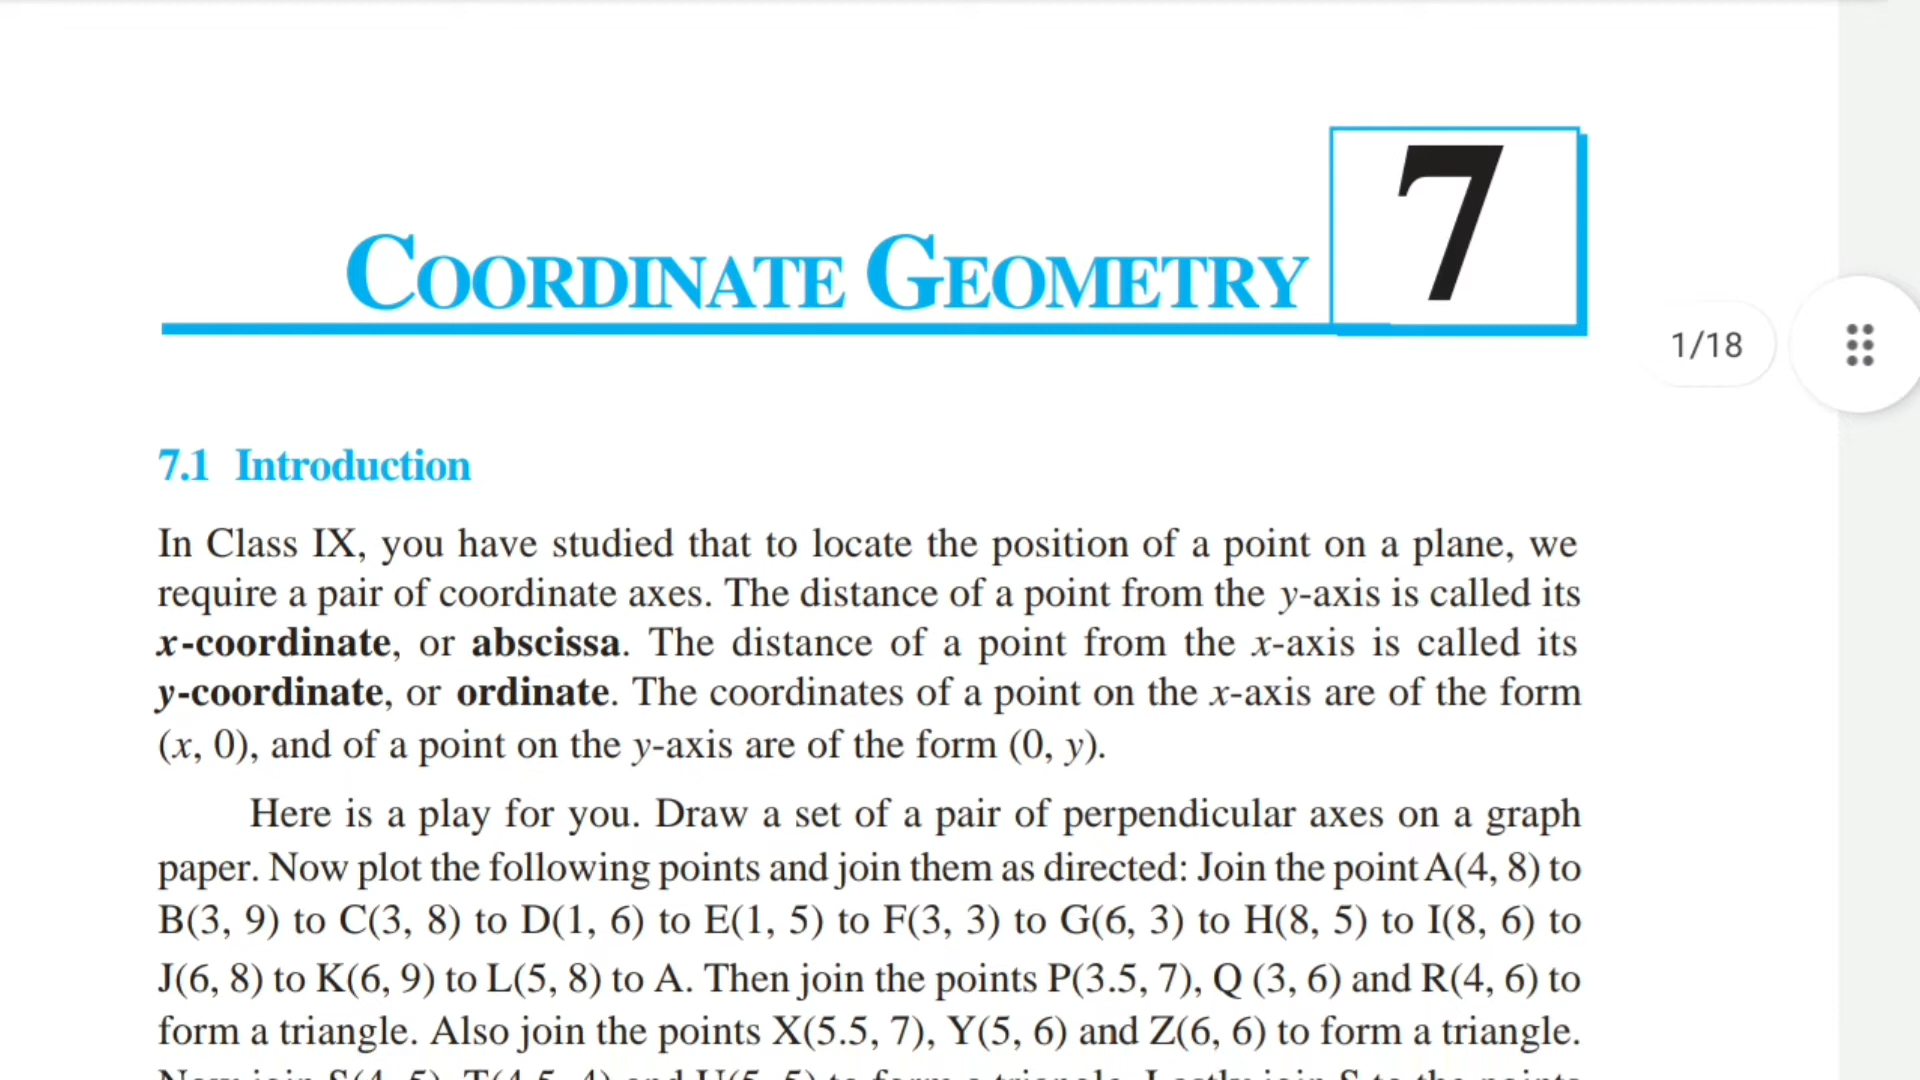 COORDINATE GEOMETRY
7
1/18
7.1 Introduction
In Class IX, you have studied that to locate the position of a point on a plane, we
require a pair of coordinate axes. The distance of a point from the y-axis is called its
x-coordinate, or abscissa. The distance of a point from the x-axis is called its
y-coordinate, or ordinate. The coordinates of a point on the x-axis are of the form
(x, 0), and of a point on the y-axis are of the form (0, y).
Here is a play for you. Draw a set of a pair of perpendicular axes on a graph
paper. Now plot the following points and join them as directed: Join the point A(4, 8) to
B(3, 9) to C(3, 8) to D(1, 6) to E(1, 5) to F(3, 3) to G(6, 3) to H(8, 5) to I(8, 6) to
J(6, 8) to K(6, 9) to L(5, 8) to A. Then join the points P(3.5, 7), Q (3, 6) and R(4, 6) to
form a triangle. Also join the points X(5.5, 7), Y(5, 6) and Z(6, 6) to form a triangle.